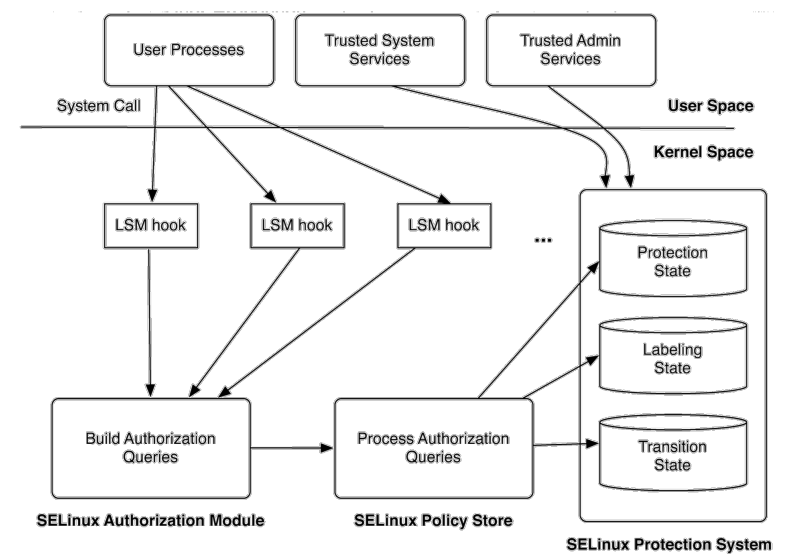 User Processes
Trusted System
Services
Trusted Admin
Services
System Call
User Space
Kernel Space
LSM hook
LSM hook
LSM hook
...
Protection
State
Labeling
State
Transition
State
Build Authorization
Queries
Process Authorization
Queries
SELinux Authorization Module
SELinux Policy Store
SELinux Protection System